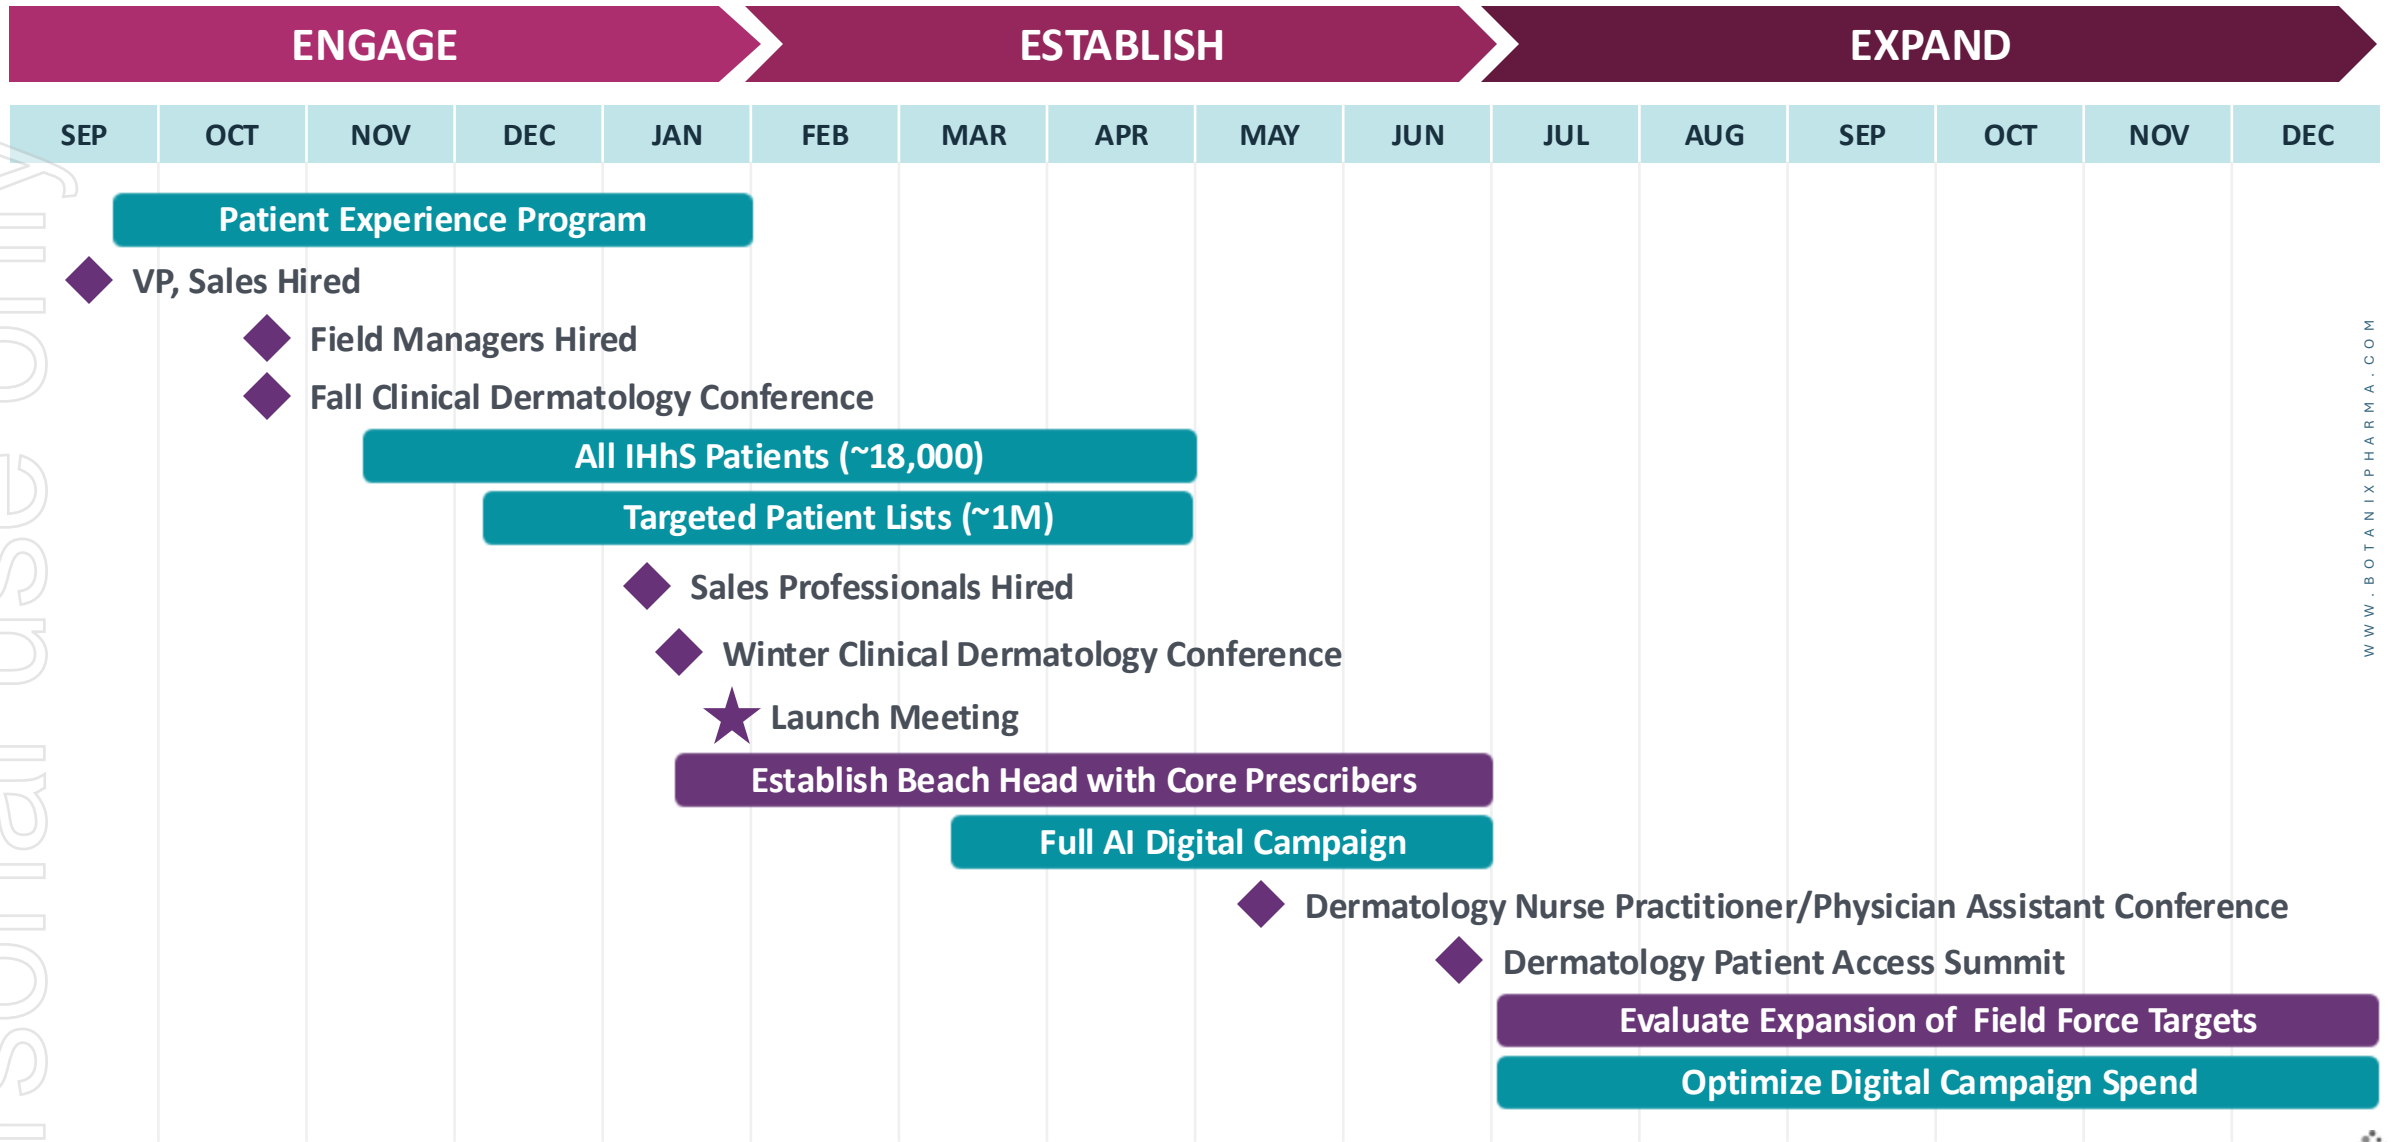 ENGAGE
ESTABLISH
EXPAND
SEP OCT NOV DEC JAN FEB MAR APR MAY JUN JUL AUG SEP OCT NOV DEC
Patient Experience Program
VP, Sales Hired
Field Managers Hired
Fall Clinical Dermatology Conference
All IHhS Patients (~18,000)
Targeted Patient Lists (~1M)
Sales Professionals Hired
Winter Clinical Dermatology Conference
Launch Meeting
Establish Beach Head with Core Prescribers
Full AI Digital Campaign
Dermatology Nurse Practitioner/Physician Assistant Conference
Dermatology Patient Access Summit
Evaluate Expansion of Field Force Targets
Optimize Digital Campaign Spend
WWW.BOTANIXPHARMA.COM
rsonal use only